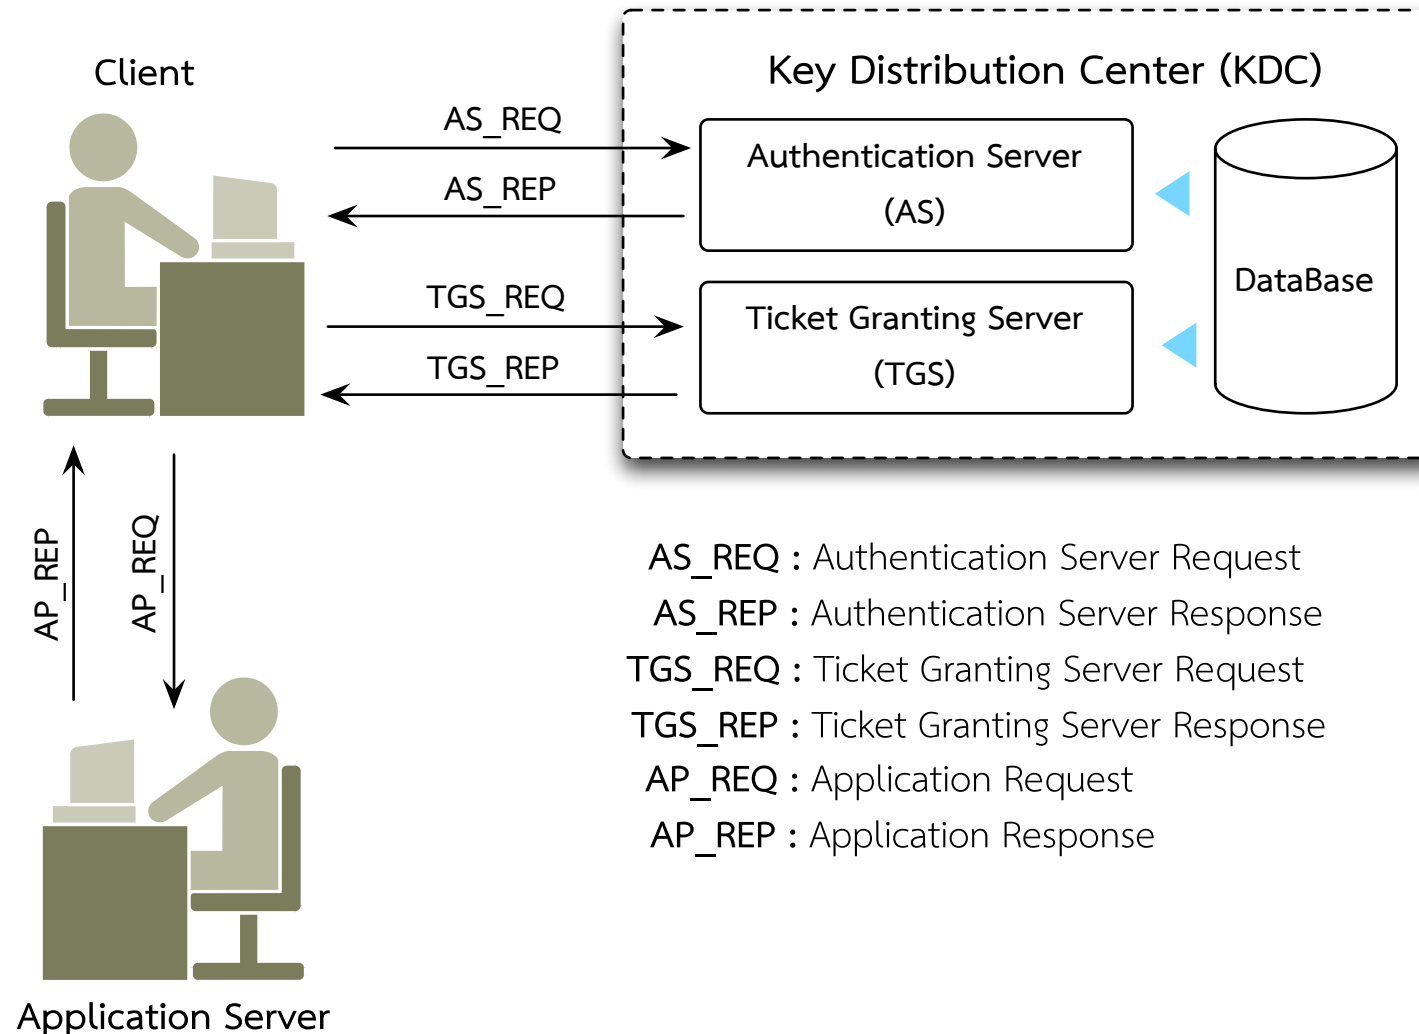 Client
Key Distribution Center (KDC)
AS_REQ
AS_REP
Authentication Server
(AS)
TGS_REQ
TGS_REP
Ticket Granting Server
(TGS)
DataBase
AP_REP
AP_REQ
AS_REQ : Authentication Server Request
AS_REP : Authentication Server Response
TGS_REQ : Ticket Granting Server Request
TGS_REP : Ticket Granting Server Response
AP_REQ : Application Request
AP_REP : Application Response
Application Server